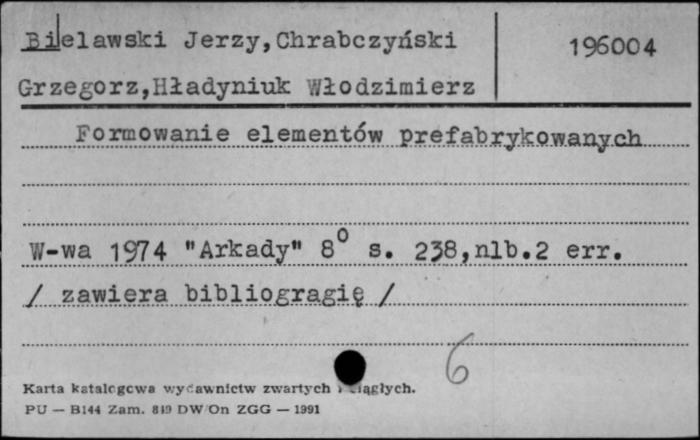 Bielawski Jerzy,Chrabczyński
196004
Grzegorz,Hładyniuk Włodzimierz
Formowanie elementów prefabrykowanych
W-wa 1974 "Arkady" 8⁰ s. 238,nlb.2 err.
/ zawiera bibliogragię /
6
Karta katalogowa wydawnictw zwartych i ciągłych.
PU — B144 Zam. 819 DW/On ZGG — 1991